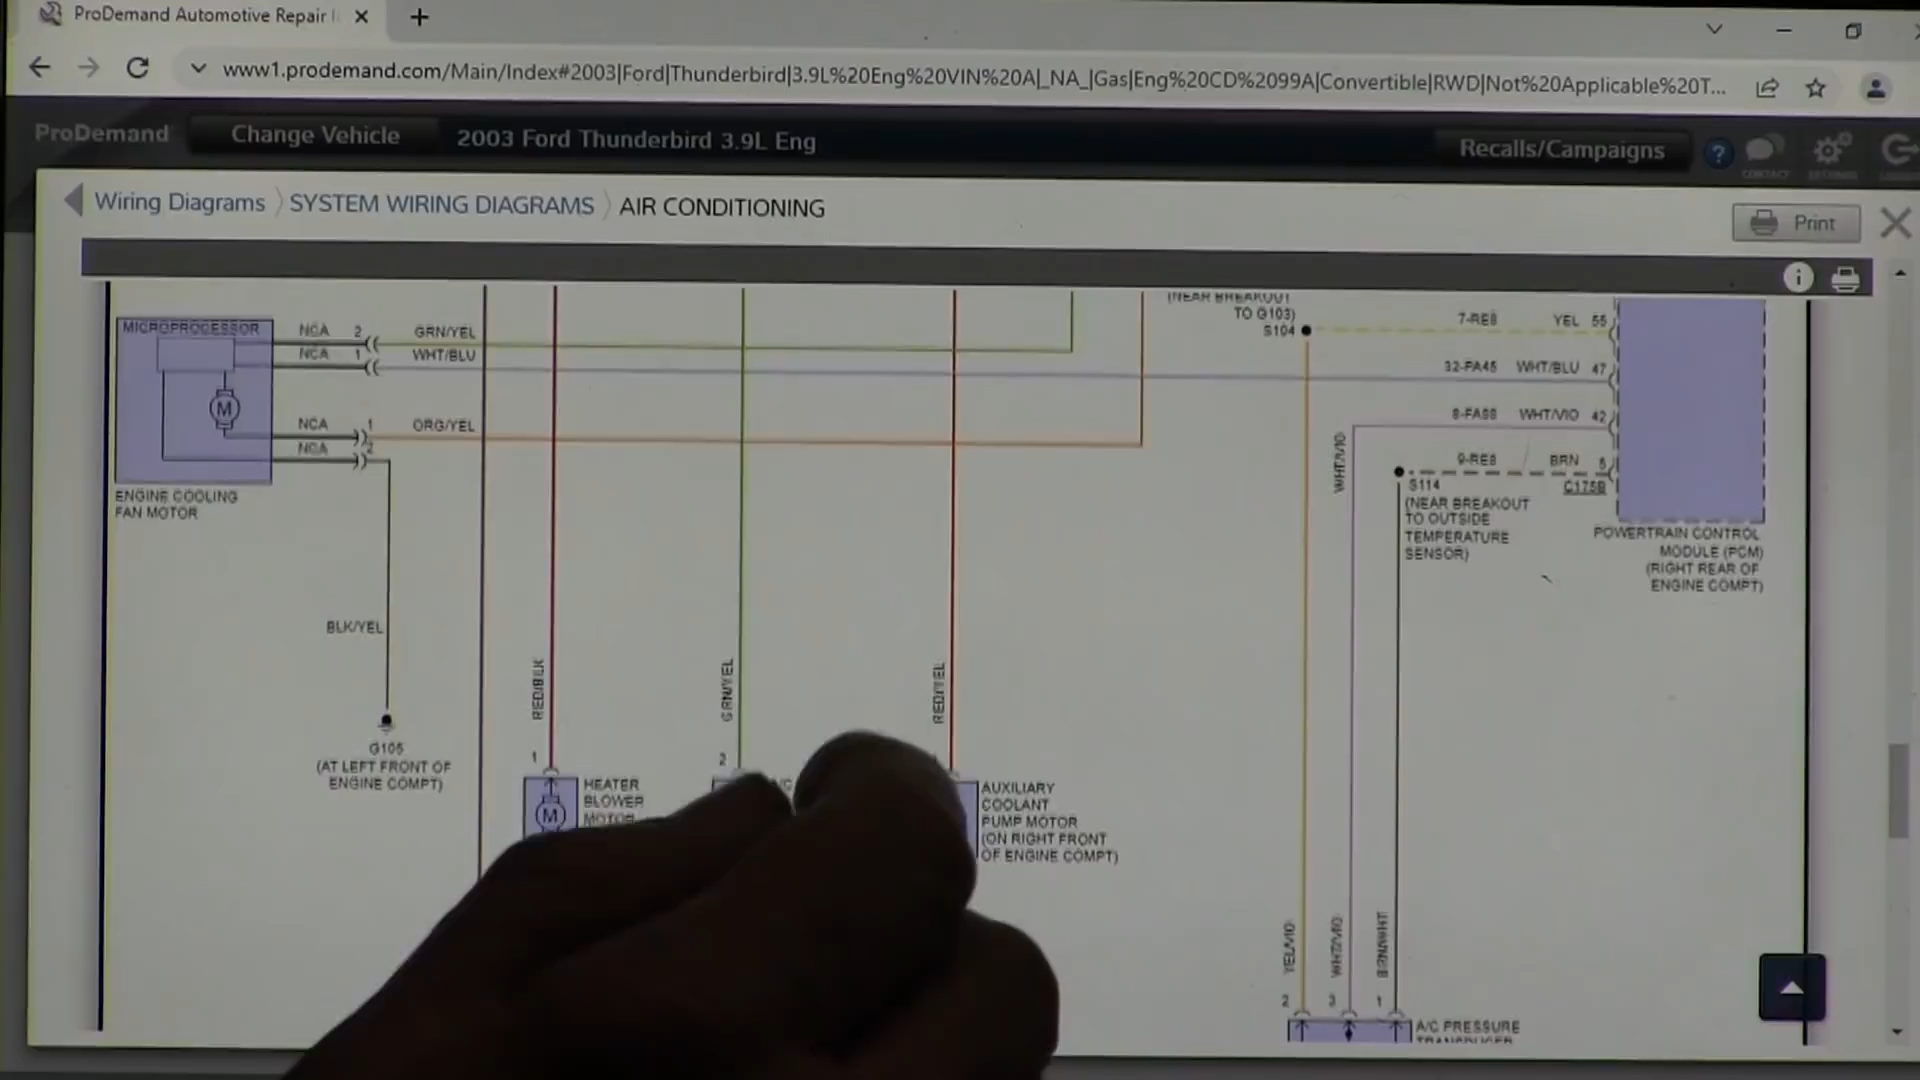 ProDemand Automotive Repair
www1.prodemand.com/Main/Index#2003|Ford|Thunderbird|3.9L%20Eng%20VIN%20A|_NA_|Gas|Eng%20CD%2099A|Convertible|RWD|Not%20Applicable%20T...
ProDemand
Change Vehicle
2003 Ford Thunderbird 3.9L Eng
Recalls/Campaigns
?
CONTACT
Wiring Diagrams
SYSTEM WIRING DIAGRAMS
AIR CONDITIONING
Print
i
MICROPROCESSOR
NCA 2 GRN/YEL
NCA 1 WHT/BLU
M
NCA 1 ORG/YEL
NCA 2
ENGINE COOLING
FAN MOTOR
BLK/YEL
G105
(AT LEFT FRONT OF
ENGINE COMPT)
RED/BLK
1
M
HEATER
BLOWER
MOTOR
GRN/YEL
2
RED/YEL
AUXILIARY
COOLANT
PUMP MOTOR
(ON RIGHT FRONT
OF ENGINE COMPT)
(NEAR BREAKOUT
TO G103)
S104
7-RE8 YEL 55
32-FA45 WHT/BLU 47
8-FA88 WHT/VIO 42
9-RE8 BRN 5
C175B
WHT/VIO
S114
(NEAR BREAKOUT
TO OUTSIDE
TEMPERATURE
SENSOR)
POWERTRAIN CONTROL
MODULE (PCM)
(RIGHT REAR OF
ENGINE COMPT)
YEL/VIO
WHT/VIO
BRN/WHT
2 3 1
A/C PRESSURE
TRANSDUCER